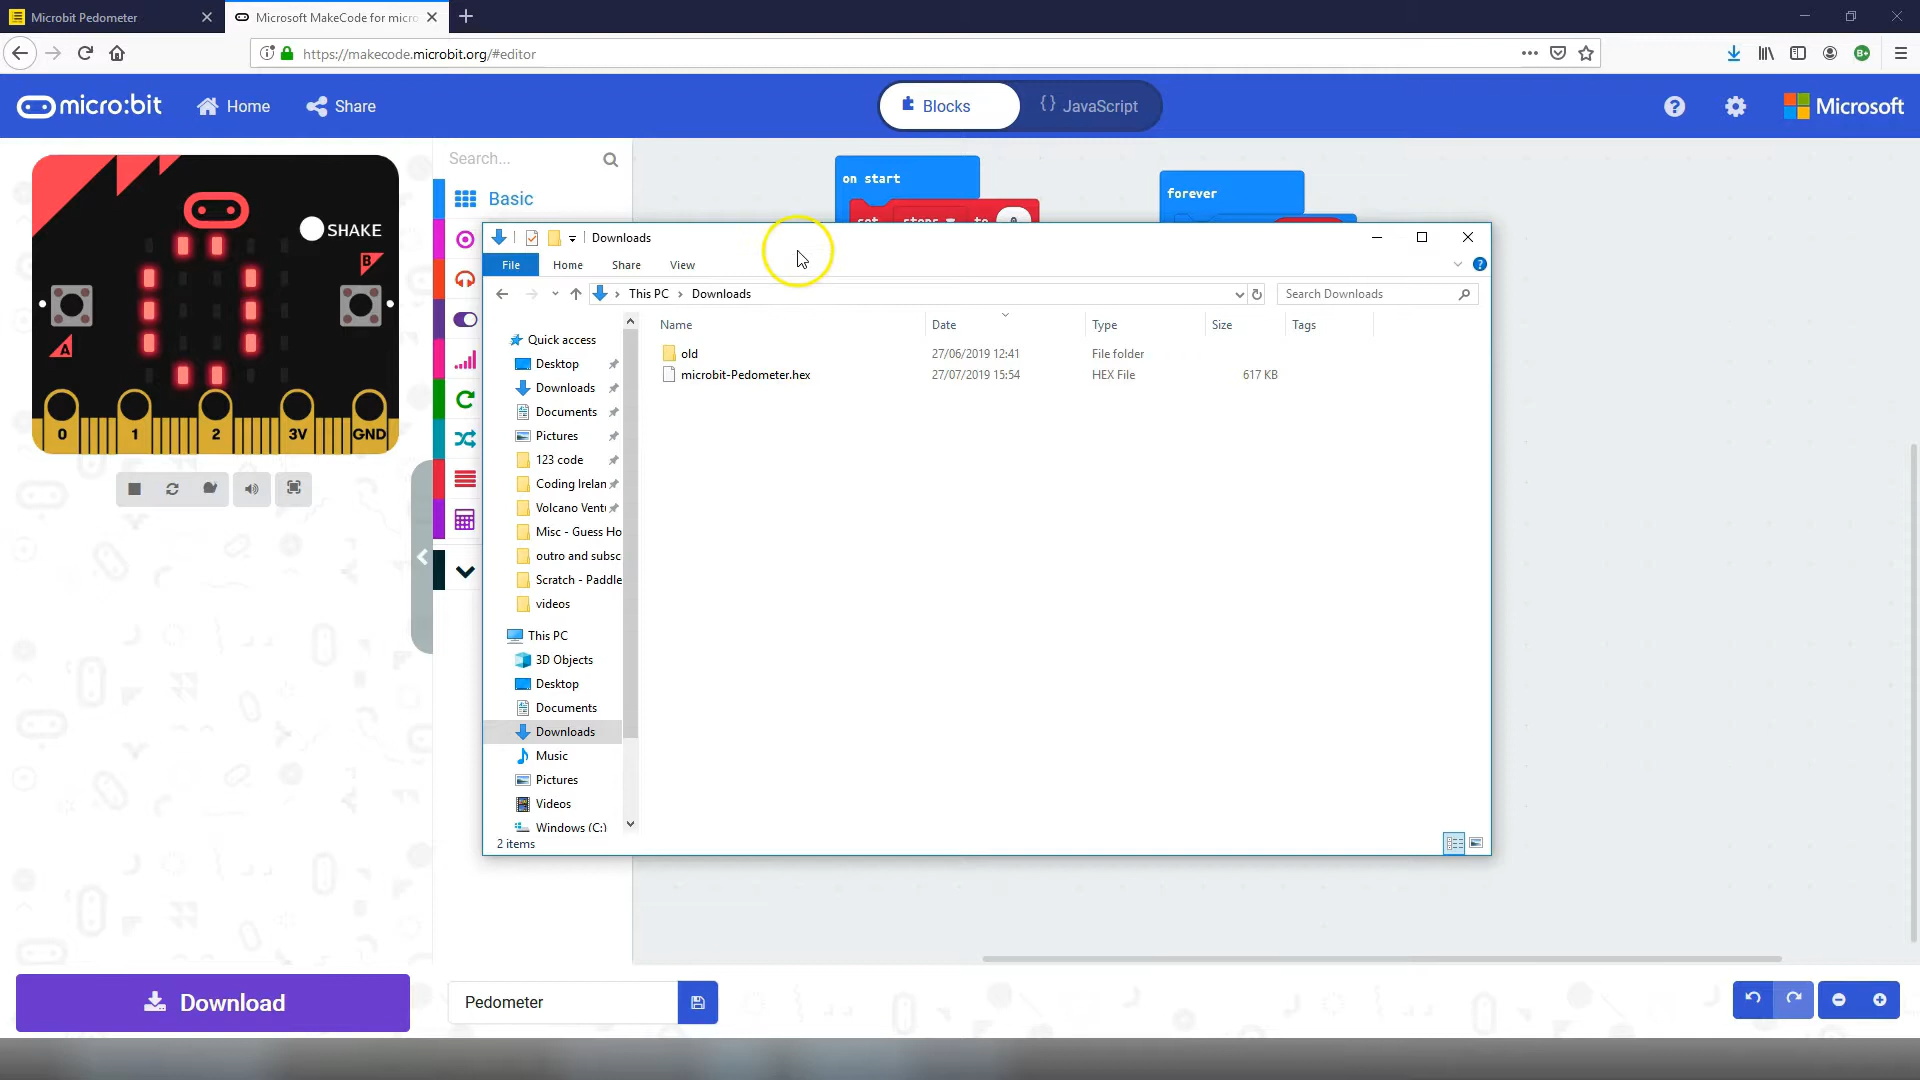 Microbit Pedometer
Microsoft MakeCode for micro
https://makecode.microbit.org/#editor
micro:bit
Home
Share
Blocks
{} JavaScript
?
Microsoft
SHAKE
B
A
0
1
2
3V
GND
Search...
Basic
on start
set steps to 0
forever
Downloads
File
Home
Share
View
This PC > Downloads
Search Downloads
Name
Date
Type
Size
Tags
old
27/06/2019 12:41
File folder
microbit-Pedometer.hex
27/07/2019 15:54
HEX File
617 KB
Quick access
Desktop
Downloads
Documents
Pictures
123 code
Coding Irelan
Volcano Vent
Misc - Guess Ho
outro and subsc
Scratch - Paddle
videos
This PC
3D Objects
Desktop
Documents
Downloads
Music
Pictures
Videos
Windows (C:)
2 items
Download
Pedometer